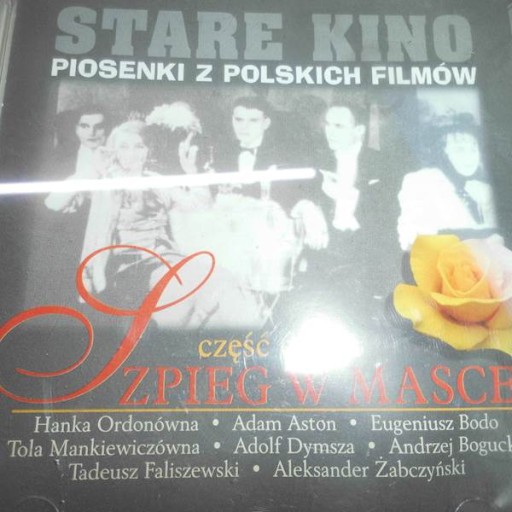 STARE KINO
PIOSENKI Z POLSKICH FILMÓW
część
SZPIEG W MASCE
Hanka Ordonówna • Adam Aston • Eugeniusz Bodo
Tola Mankiewiczówna • Adolf Dymsza • Andrzej Boguck
Tadeusz Faliszewski • Aleksander Żabczyński